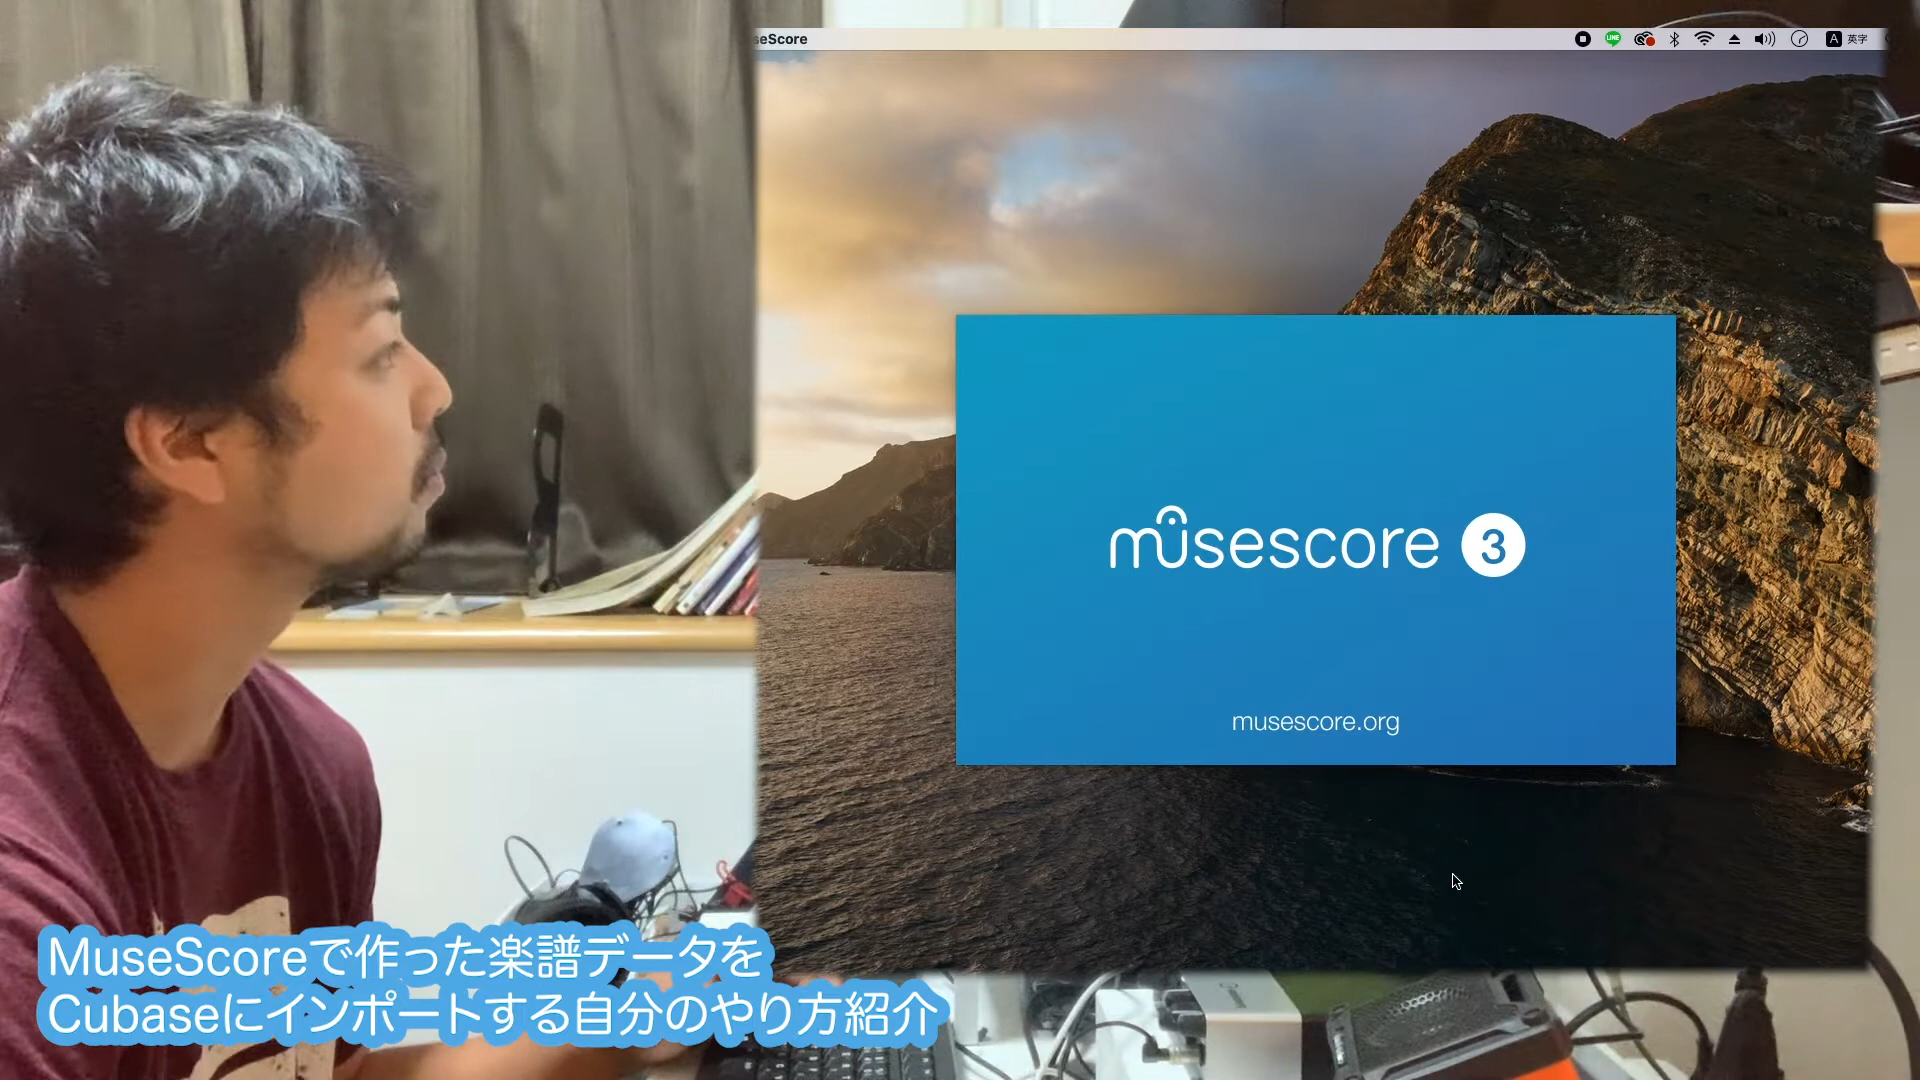 seScore
LINE
A 英字
musescore 3
musescore.org
MuseScoreで作った楽譜データを
Cubaseにインポートする自分のやり方紹介